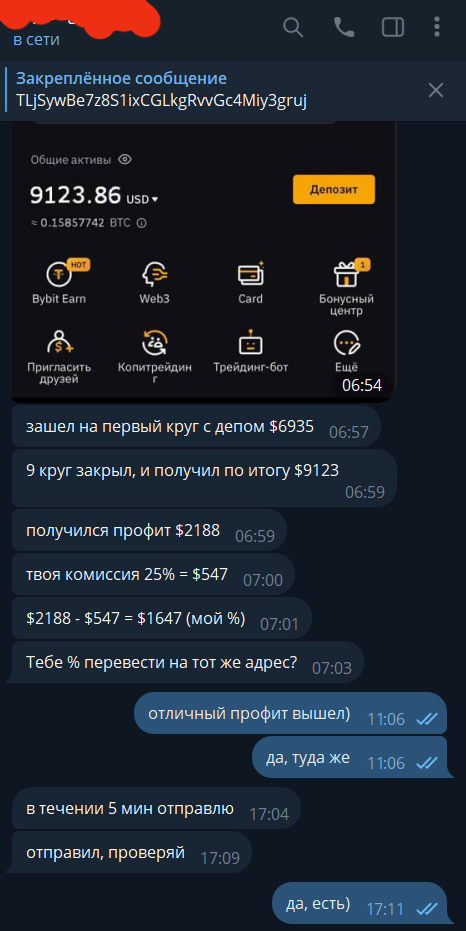 в сети
Закреплённое сообщение
TLjSywBe7z8S1ixCGLkgRvvGc4Miy3gruj
Общие активы
9123.86 USD
Депозит
≈ 0.15857742 BTC
HOT
1
Bybit Earn
Web3
Card
Бонусный
центр
Пригласить
друзей
Копитрейдин
г
Трейдинг-бот
Ещё
06:54
зашел на первый круг с депом $6935 06:57
9 круг закрыл, и получил по итогу $9123
06:59
получился профит $2188 06:59
твоя комиссия 25% = $547 07:00
$2188 - $547 = $1647 (мой %) 07:01
Тебе % перевести на тот же адрес? 07:03
отличный профит вышел) 11:06
да, туда же 11:06
в течении 5 мин отправлю 17:04
отправил, проверяй 17:09
да, есть) 17:11